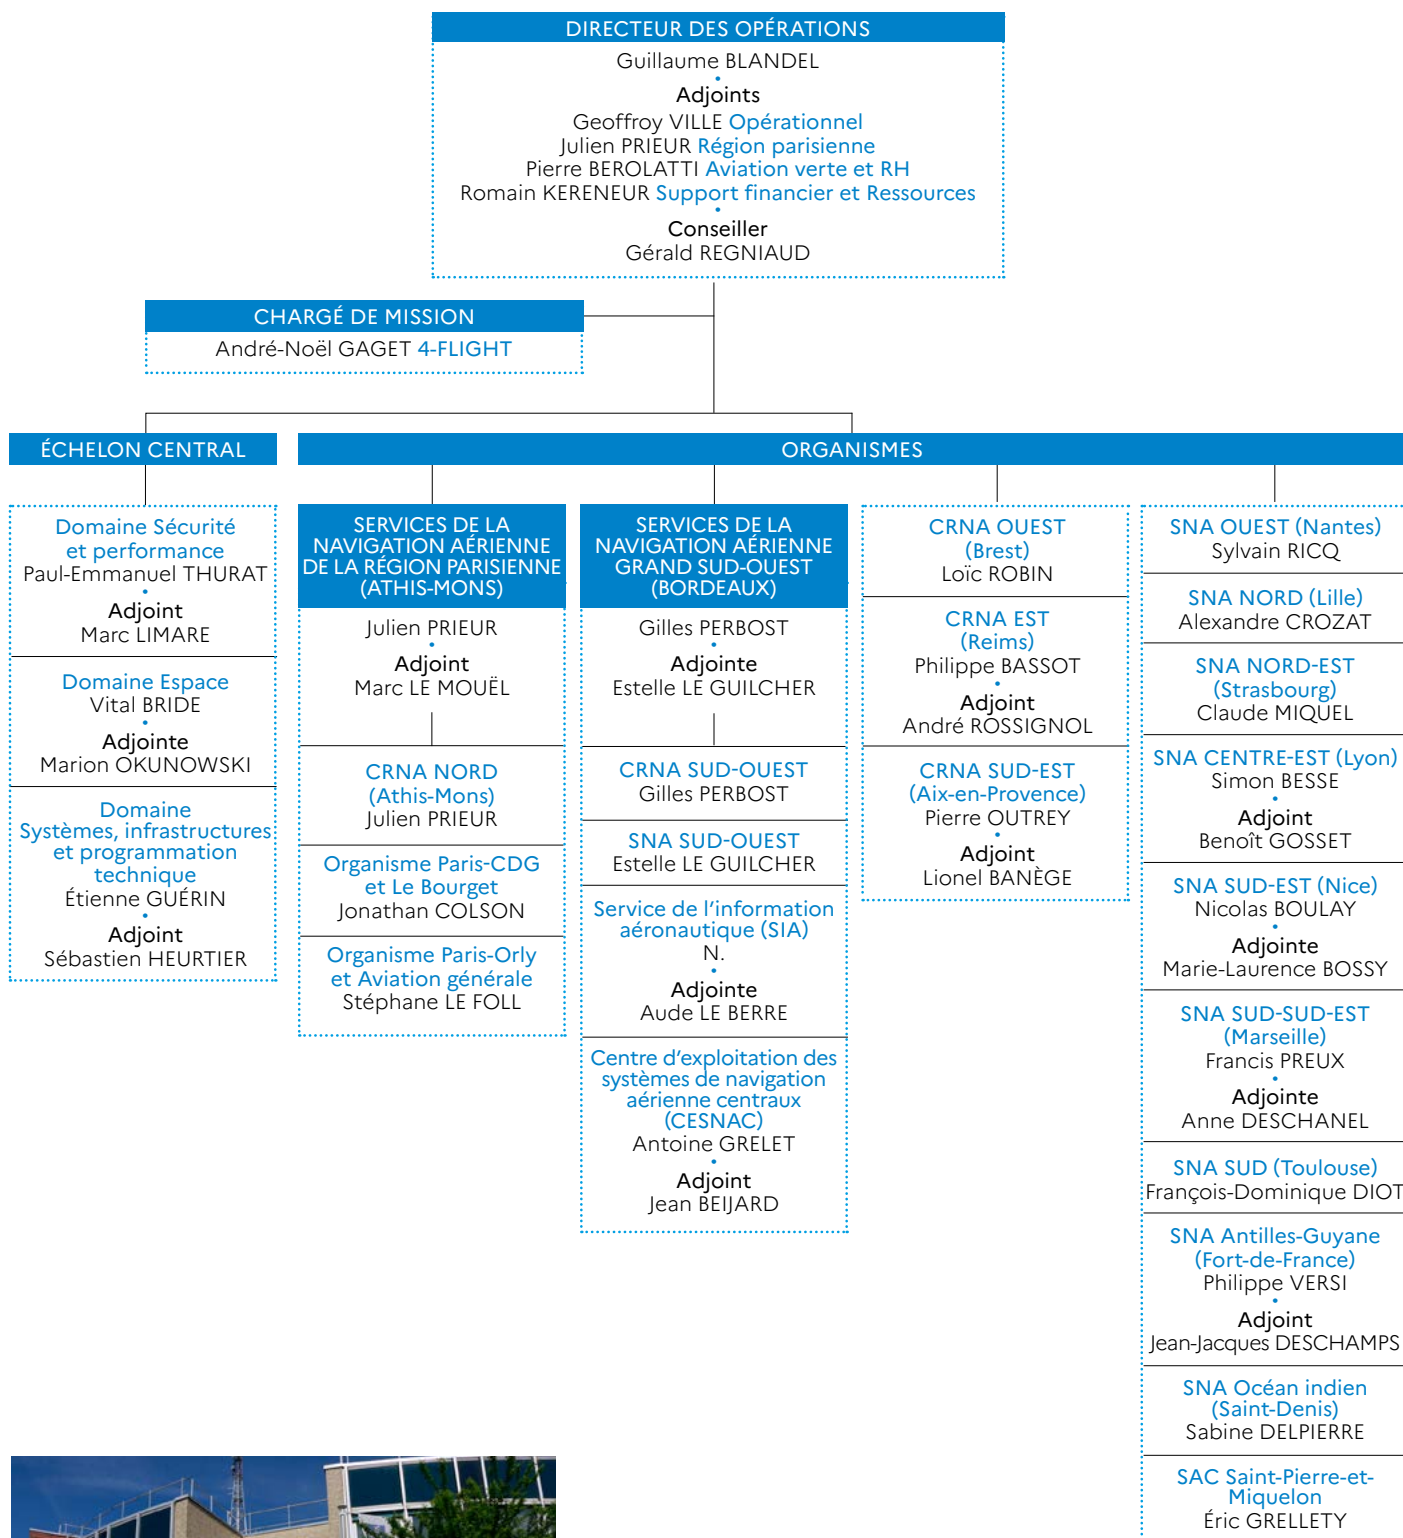 DIRECTEUR DES OPÉRATIONS
Guillaume BLANDEL
Adjoints
Geoffroy VILLE Opérationnel
Julien PRIEUR Région parisienne
Pierre BEROLATTI Aviation verte et RH
Romain KERENEUR Support financier et Ressources
Conseiller
Gérald REGNIAUD
CHARGÉ DE MISSION
André-Noël GAGET 4-FLIGHT
ÉCHELON CENTRAL
Domaine Sécurité
et performance
Paul-Emmanuel THURAT
Adjoint
Marc LIMARE
Domaine Espace
Vital BRIDE
Adjointe
Marion OKUNOWSKI
Domaine
Systèmes, infrastructures
et programmation
technique
Étienne GUÉRIN
Adjoint
Sébastien HEURTIER
ORGANISMES
SERVICES DE LA
NAVIGATION AÉRIENNE
DE LA RÉGION PARISIENNE
(ATHIS-MONS)
Julien PRIEUR
Adjoint
Marc LE MOUËL
CRNA NORD
(Athis-Mons)
Julien PRIEUR
Organisme Paris-CDG
et Le Bourget
Jonathan COLSON
Organisme Paris-Orly
et Aviation générale
Stéphane LE FOLL
SERVICES DE LA
NAVIGATION AÉRIENNE
GRAND SUD-OUEST
(BORDEAUX)
Gilles PERBOST
Adjointe
Estelle LE GUILCHER
CRNA SUD-OUEST
Gilles PERBOST
SNA SUD-OUEST
Estelle LE GUILCHER
Service de l'information
aéronautique (SIA)
N.
Adjointe
Aude LE BERRE
Centre d'exploitation des
systèmes de navigation
aérienne centraux
(CESNAC)
Antoine GRELET
Adjoint
Jean BEIJARD
CRNA OUEST
(Brest)
Loïc ROBIN
CRNA EST
(Reims)
Philippe BASSOT
Adjoint
André ROSSIGNOL
CRNA SUD-EST
(Aix-en-Provence)
Pierre OUTREY
Adjoint
Lionel BANÈGE
SNA OUEST (Nantes)
Sylvain RICQ
SNA NORD (Lille)
Alexandre CROZAT
SNA NORD-EST
(Strasbourg)
Claude MIQUEL
SNA CENTRE-EST (Lyon)
Simon BESSE
Adjoint
Benoît GOSSET
SNA SUD-EST (Nice)
Nicolas BOULAY
Adjointe
Marie-Laurence BOSSY
SNA SUD-SUD-EST
(Marseille)
Francis PREUX
Adjointe
Anne DESCHANEL
SNA SUD (Toulouse)
François-Dominique DIOT
SNA Antilles-Guyane
(Fort-de-France)
Philippe VERSI
Adjoint
Jean-Jacques DESCHAMPS
SNA Océan indien
(Saint-Denis)
Sabine DELPIERRE
SAC Saint-Pierre-et-
Miquelon
Éric GRELLETY